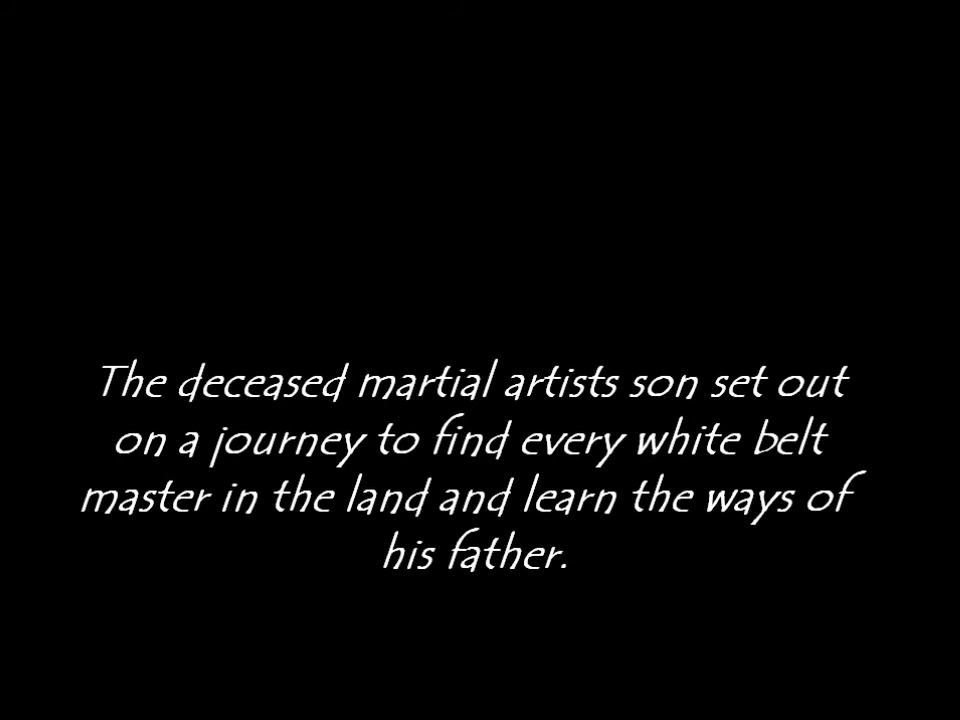 The deceased martial artists son set out
on a journey to find every white belt
master in the land and learn the ways of
his father.